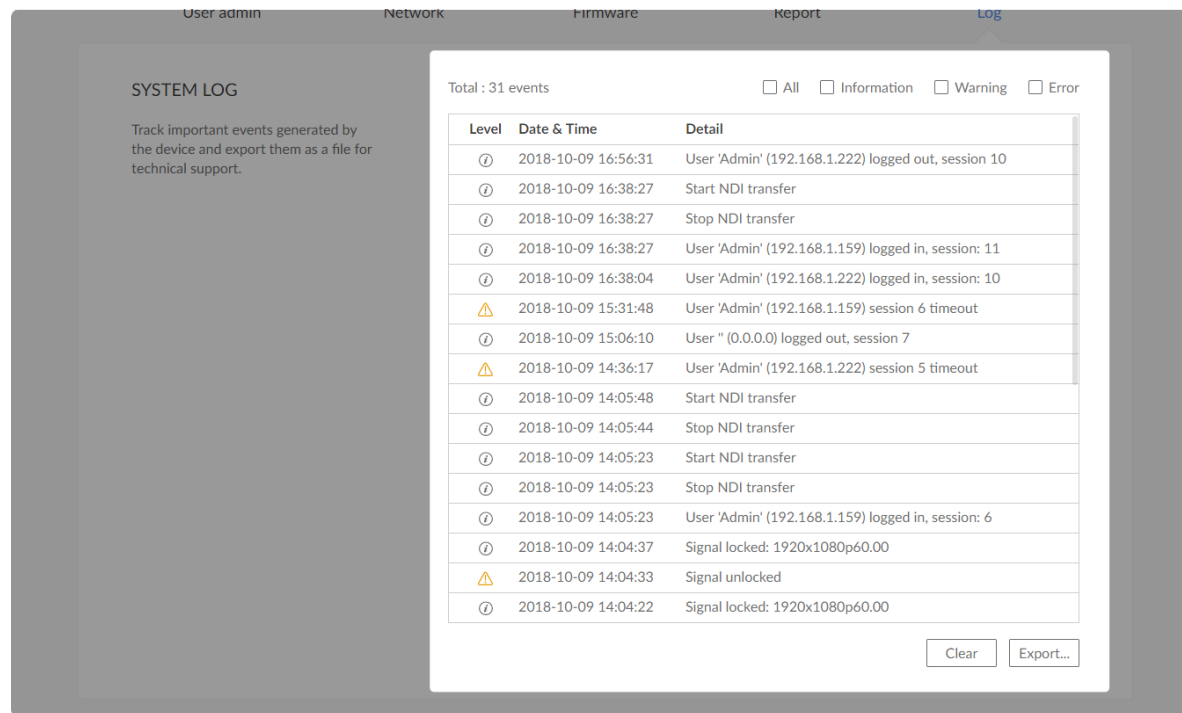 User admin Network Firmware Report Log
SYSTEM LOG
Track important events generated by
the device and export them as a file for
technical support.
Total : 31 events All Information Warning Error
Level Date & Time Detail
2018-10-09 16:56:31 User 'Admin' (192.168.1.222) logged out, session 10
2018-10-09 16:38:27 Start NDI transfer
2018-10-09 16:38:27 Stop NDI transfer
2018-10-09 16:38:27 User 'Admin' (192.168.1.159) logged in, session: 11
2018-10-09 16:38:04 User 'Admin' (192.168.1.222) logged in, session: 10
2018-10-09 15:31:48 User 'Admin' (192.168.1.159) session 6 timeout
2018-10-09 15:06:10 User '' (0.0.0.0) logged out, session 7
2018-10-09 14:36:17 User 'Admin' (192.168.1.222) session 5 timeout
2018-10-09 14:05:48 Start NDI transfer
2018-10-09 14:05:44 Stop NDI transfer
2018-10-09 14:05:23 Start NDI transfer
2018-10-09 14:05:23 Stop NDI transfer
2018-10-09 14:05:23 User 'Admin' (192.168.1.159) logged in, session: 6
2018-10-09 14:04:37 Signal locked: 1920x1080p60.00
2018-10-09 14:04:33 Signal unlocked
2018-10-09 14:04:22 Signal locked: 1920x1080p60.00
Clear Export...